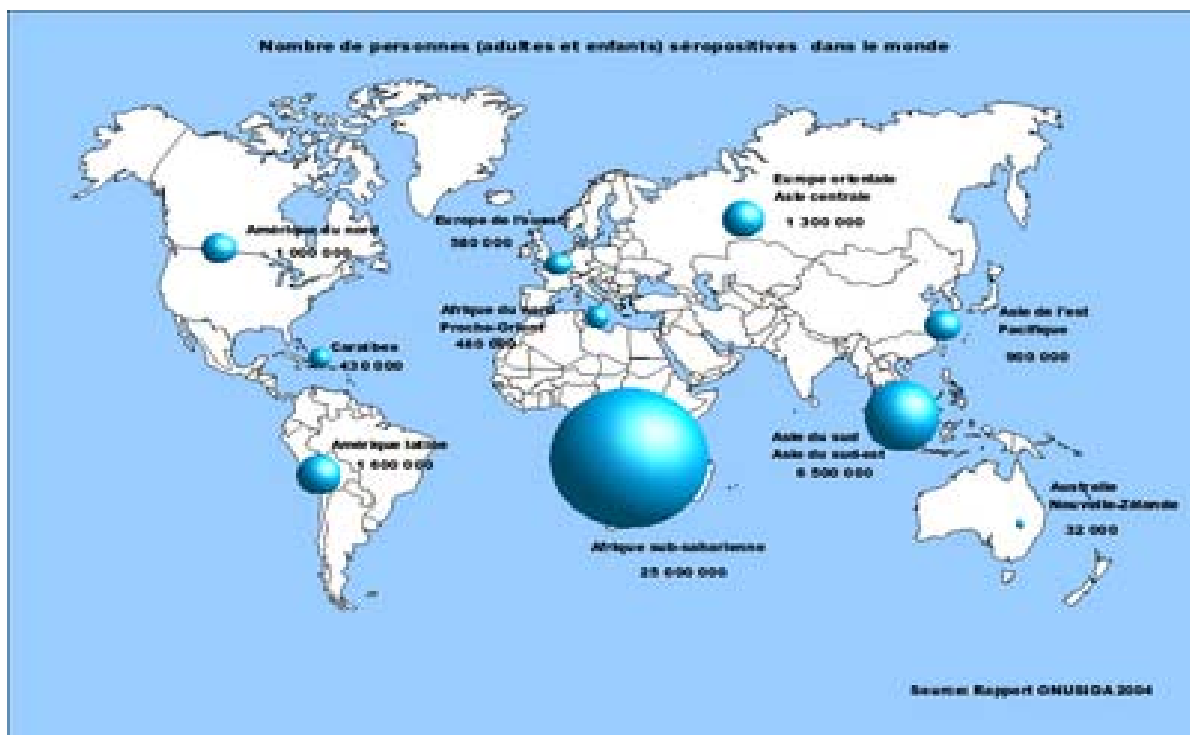 Nombre de personnes (adultes et enfants) séropositives dans le monde
Europe orientale
Asie centrale
1 300 000
Europe de l'ouest
580 000
Amérique du nord
1 000 000
Afrique du nord
Proche-Orient
480 000
Asie de l'est
Pacifique
900 000
Caraïbes
430 000
Amérique latine
1 600 000
Asie du sud
Asie du sud-est
6 500 000
Australie
Nouvelle-Zélande
32 000
Afrique sub-saharienne
25 000 000
Source: Rapport ONUSIDA 2004